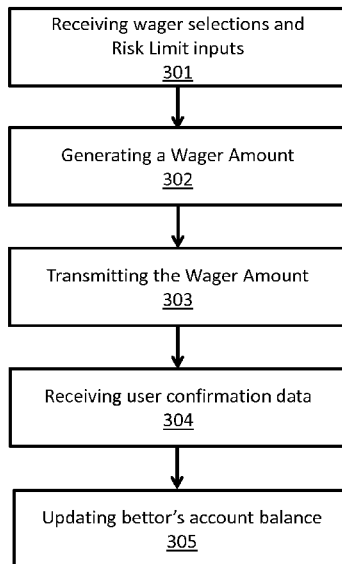 Receiving wager selections and
Risk Limit inputs
301
Generating a Wager Amount
302
Transmitting the Wager Amount
303
Receiving user confirmation data
304
Updating bettor's account balance
305